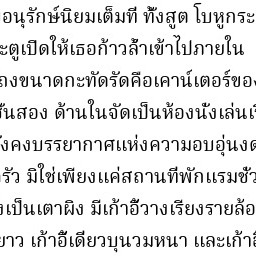 อนุรักษ์นิยมเต็มที่ ทั้งสูต โบหูกระ
ะตูเปิดให้เธอก้าวล้ำเข้าไปภายใน
ถงขนาดกะทัดรัดคือเคาน์เตอร์ของ
ชั้นสอง ด้านในจัดเป็นห้องนั่งเล่นเ
ังคงบรรยากาศแห่งความอบอุ่นงด
รัว มิใช่เพียงแค่สถานที่พักแรมชั่ว
งเป็นเตาผิง มีเก้าอี้วางเรียงรายล้อ
ยาว เก้าอี้เดี่ยวบุนวมหนา และเก้าอี